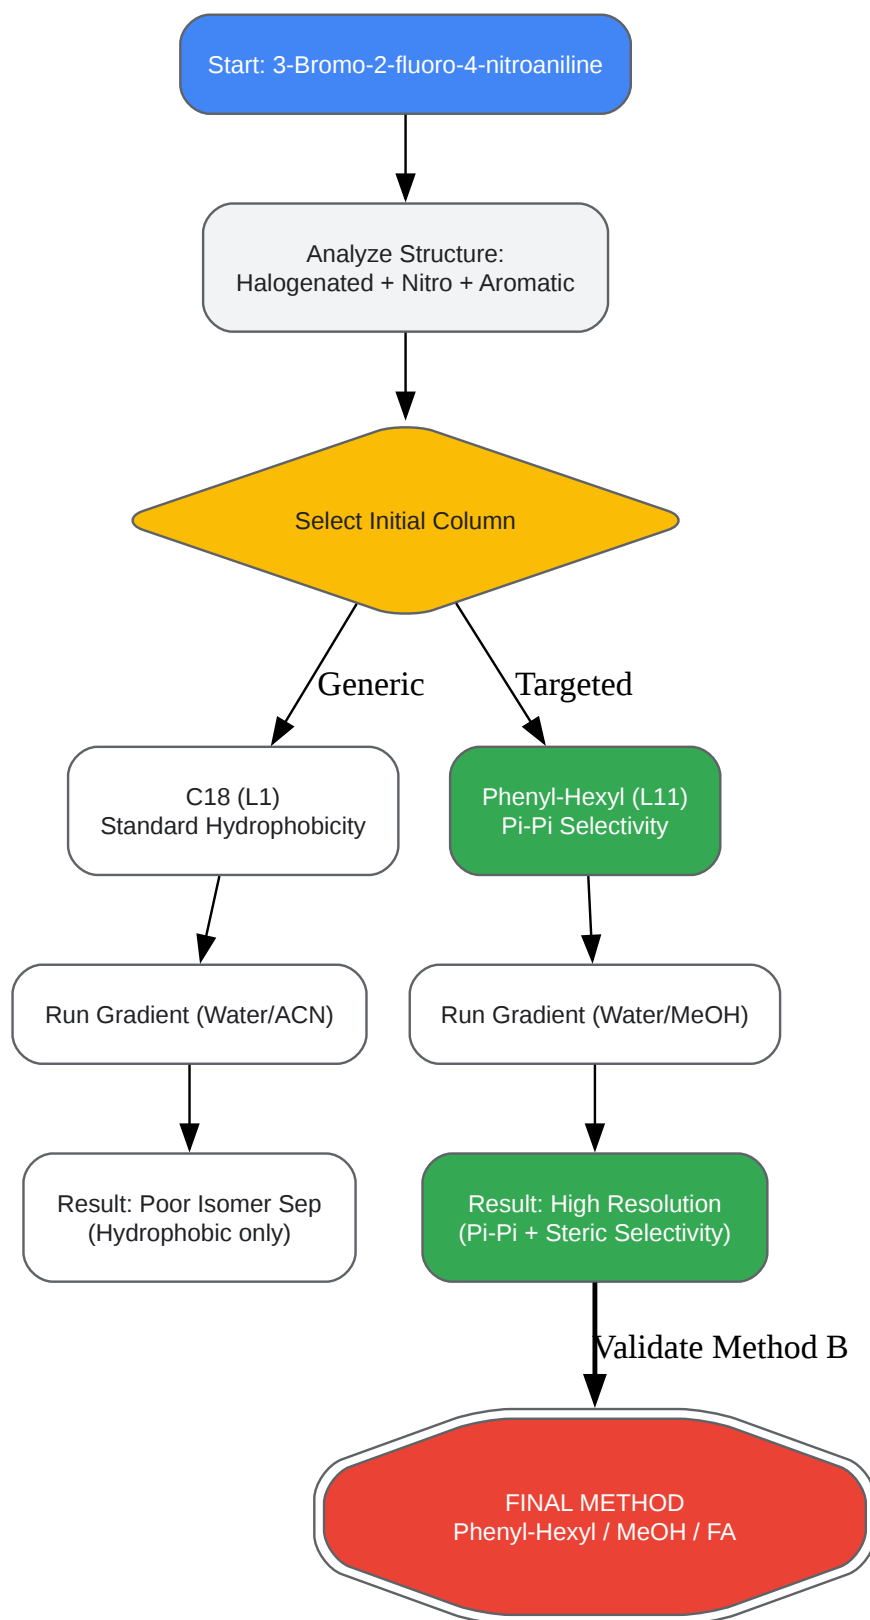 Start: 3-Bromo-2-fluoro-4-nitroaniline
Analyze Structure:
Halogenated + Nitro + Aromatic
Select Initial Column
Generic
Targeted
C18 (L1)
Standard Hydrophobicity
Phenyl-Hexyl (L11)
Pi-Pi Selectivity
Run Gradient (Water/ACN)
Run Gradient (Water/MeOH)
Result: Poor Isomer Sep
(Hydrophobic only)
Result: High Resolution
(Pi-Pi + Steric Selectivity)
Validate Method B
FINAL METHOD
Phenyl-Hexyl / MeOH / FA